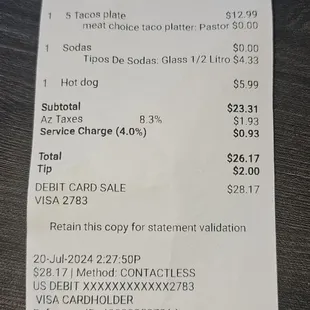 1 5 Tacos plate $12.99
meat choice taco platter: Pastor $0.00
1 Sodas $0.00
Tipos De Sodas: Glass 1/2 Litro $4.33
1 Hot dog $5.99
Subtotal $23.31
Az Taxes 8.3% $1.93
Service Charge (4.0%) $0.93
Total $26.17
Tip $2.00
DEBIT CARD SALE $28.17
VISA 2783
Retain this copy for statement validation
20-Jul-2024 2:27:50P
$28.17 | Method: CONTACTLESS
US DEBIT XXXXXXXXXXXX2783
VISA CARDHOLDER